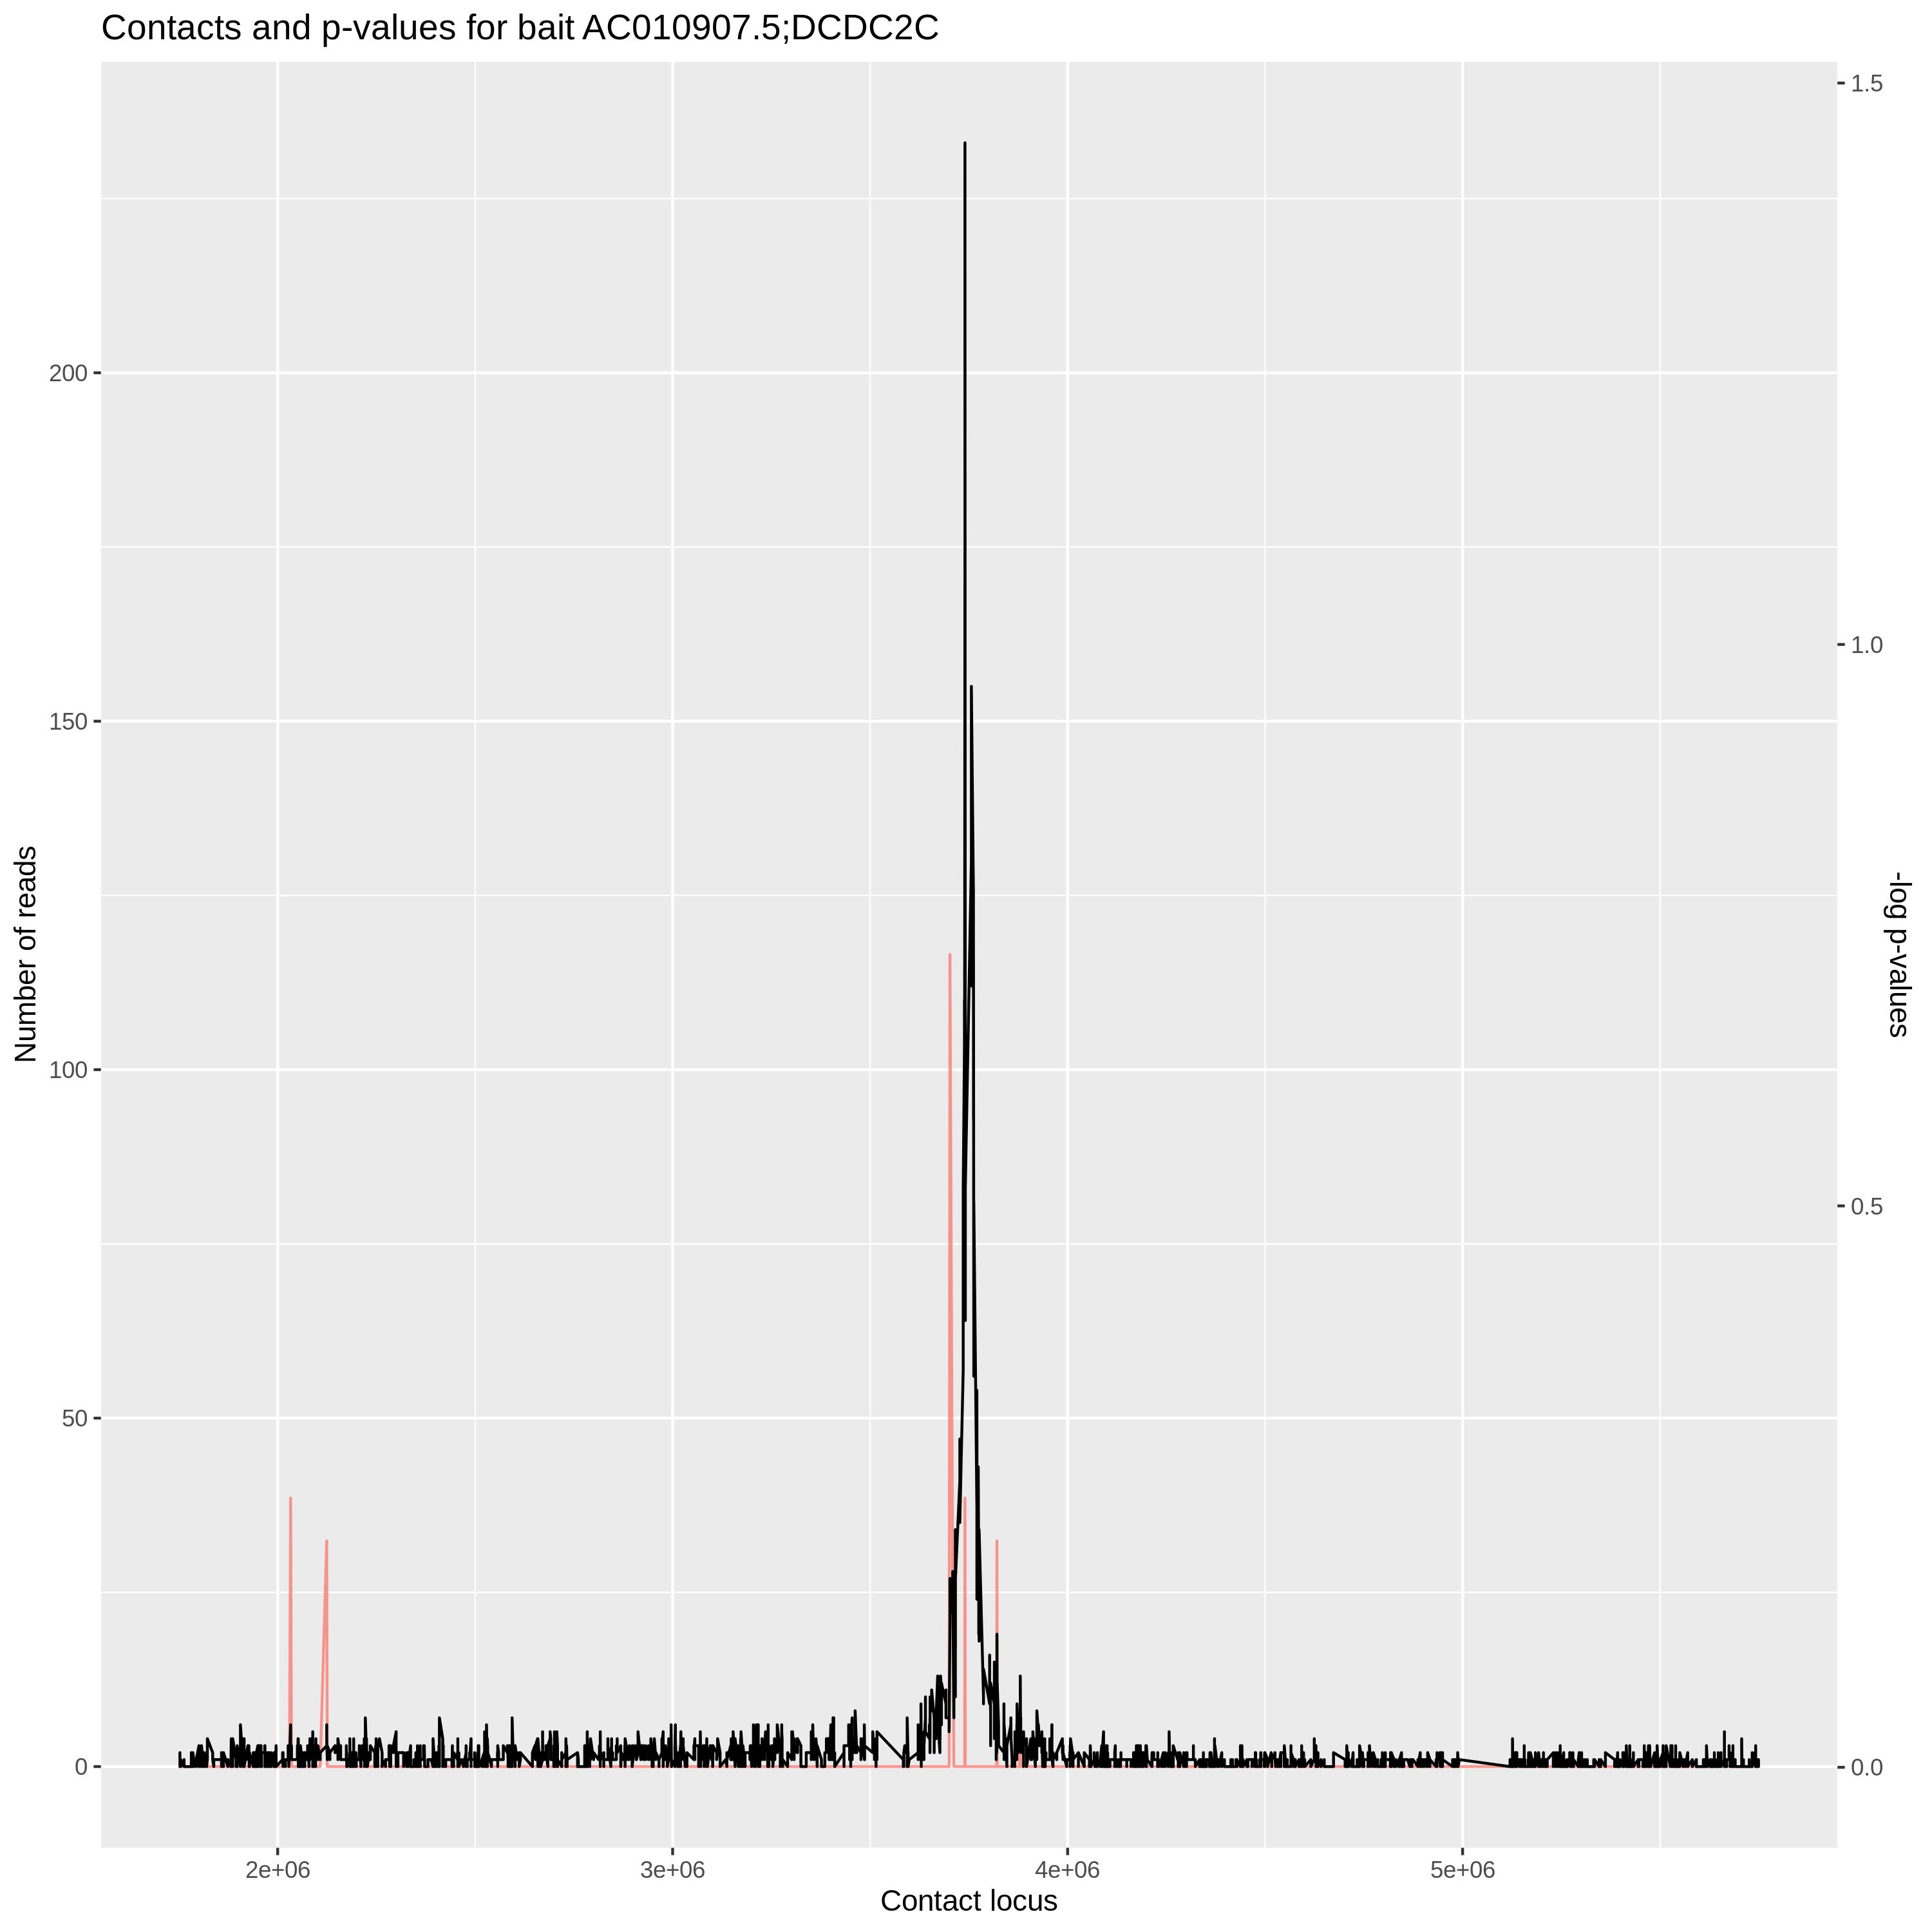 Contacts and p-values for bait AC010907.5;DCDC2C
Number of reads
200
150
100
50
0
1.5
1.0
0.5
0.0
-log p-values
2e+06 3e+06 4e+06 5e+06
Contact locus